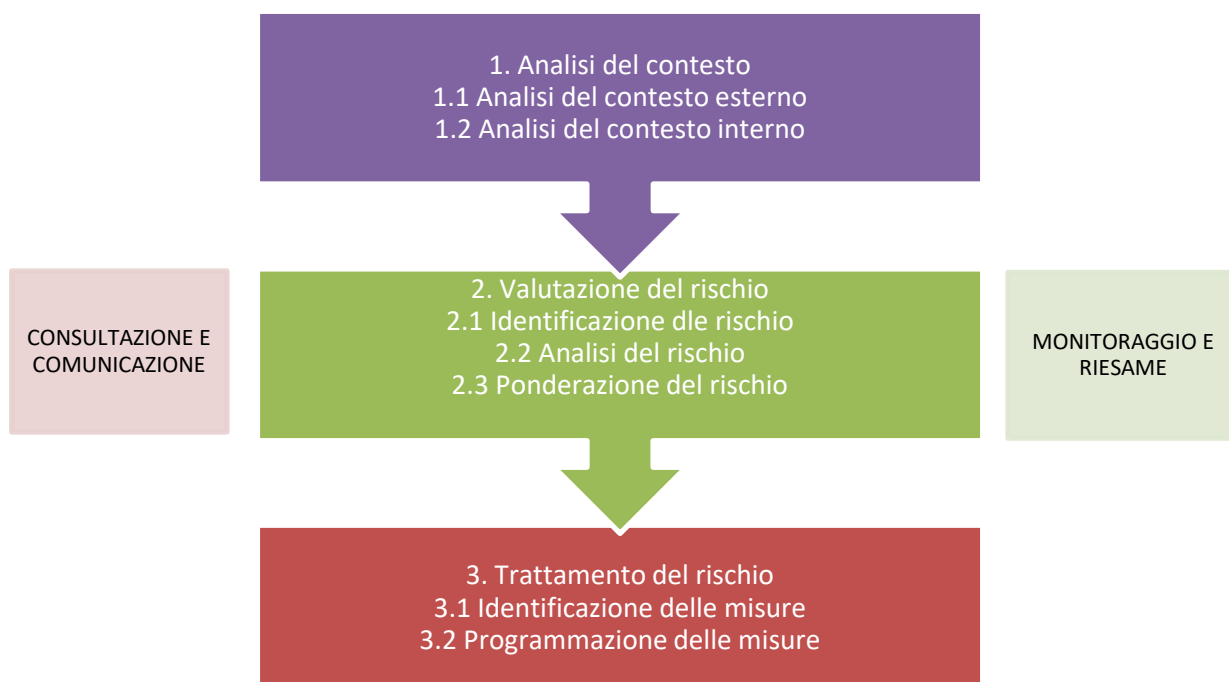 1. Analisi del contesto
1.1 Analisi del contesto esterno
1.2 Analisi del contesto interno
CONSULTAZIONE E
COMUNICAZIONE
2. Valutazione del rischio
2.1 Identificazione dle rischio
2.2 Analisi del rischio
2.3 Ponderazione del rischio
MONITORAGGIO E
RIESAME
3. Trattamento del rischio
3.1 Identificazione delle misure
3.2 Programmazione delle misure